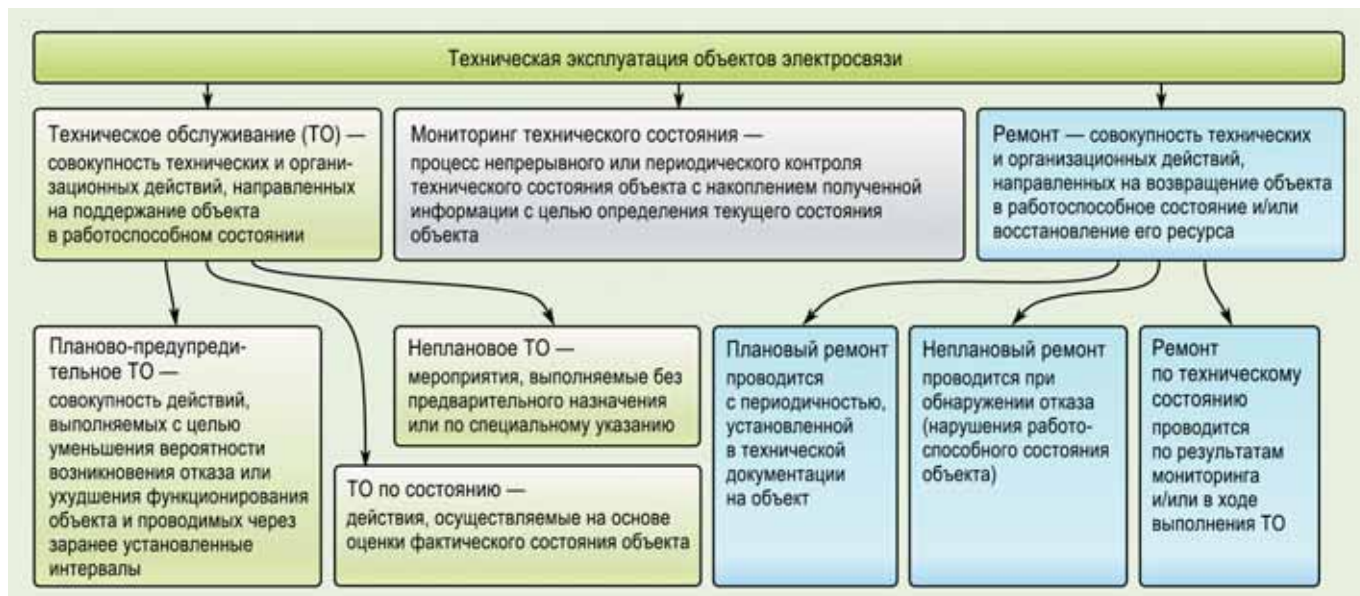 Техническая эксплуатация объектов электросвязи
Техническое обслуживание (ТО) —
совокупность технических и органи-
зационных действий, направленных
на поддержание объекта
в работоспособном состоянии
Мониторинг технического состояния —
процесс непрерывного или периодического контроля
технического состояния объекта с накоплением полученной
информации с целью определения текущего состояния
объекта
Ремонт — совокупность технических
и организационных действий,
направленных на возвращение объекта
в работоспособное состояние и/или
восстановление его ресурса
Планово-предупреди-
тельное ТО —
совокупность действий,
выполняемых с целью
уменьшения вероятности
возникновения отказа или
ухудшения функционирования
объекта и проводимых через
заранее установленные
интервалы
Неплановое ТО —
мероприятия, выполняемые без
предварительного назначения
или по специальному указанию
ТО по состоянию —
действия, осуществляемые на основе
оценки фактического состояния объекта
Плановый ремонт
проводится
с периодичностью,
установленной
в технической
документации
на объект
Неплановый ремонт
проводится при
обнаружении отказа
(нарушения работо-
способного состояния
объекта)
Ремонт
по техническому
состоянию
проводится
по результатам
мониторинга
и/или в ходе
выполнения ТО